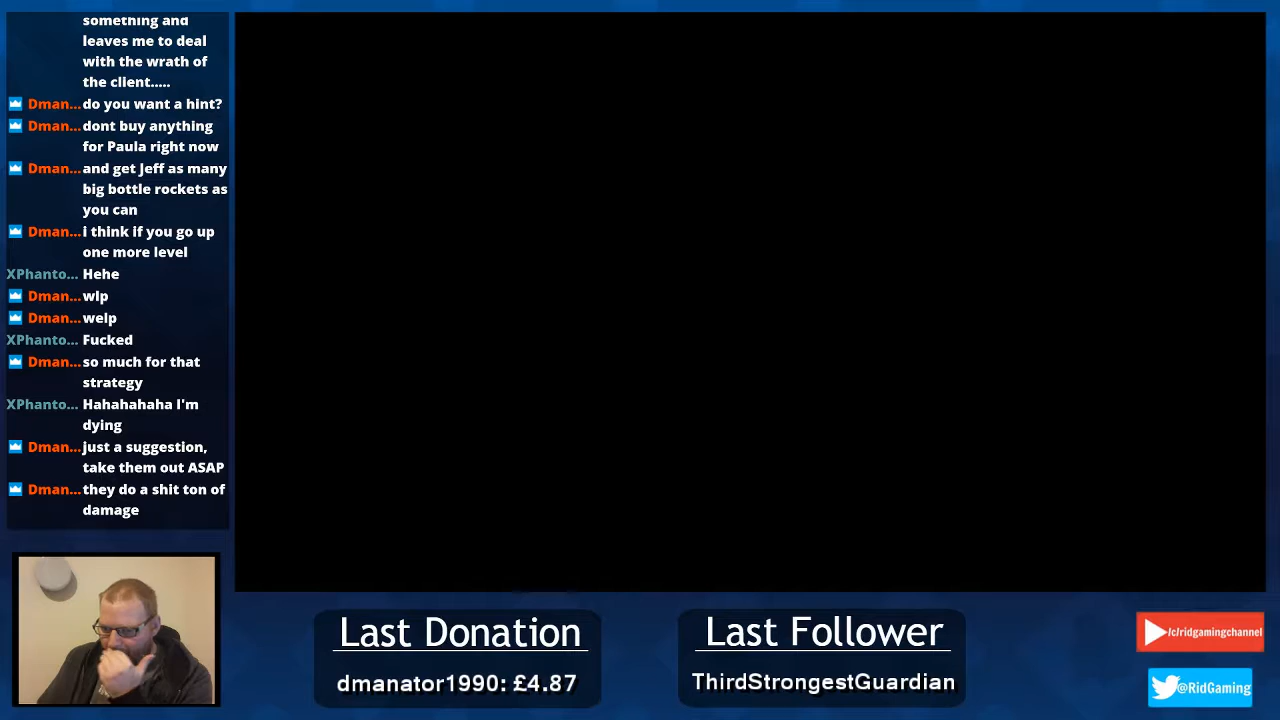 something and
leaves me to deal
with the wrath of
the client.....
Dman... do you want a hint?
Dman... dont buy anything
for Paula right now
Dman... and get Jeff as many
big bottle rockets as
you can
Dman... i think if you go up
one more level
XPhanto... Hehe
Dman... wlp
Dman... welp
XPhanto... Fucked
Dman... so much for that
strategy
XPhanto... Hahahahaha I'm
dying
Dman... just a suggestion,
take them out ASAP
Dman... they do a shit ton of
damage
Last Donation
dmanator1990: £4.87
Last Follower
ThirdStrongestGuardian
/c/ridgamingchannel
@RidGaming